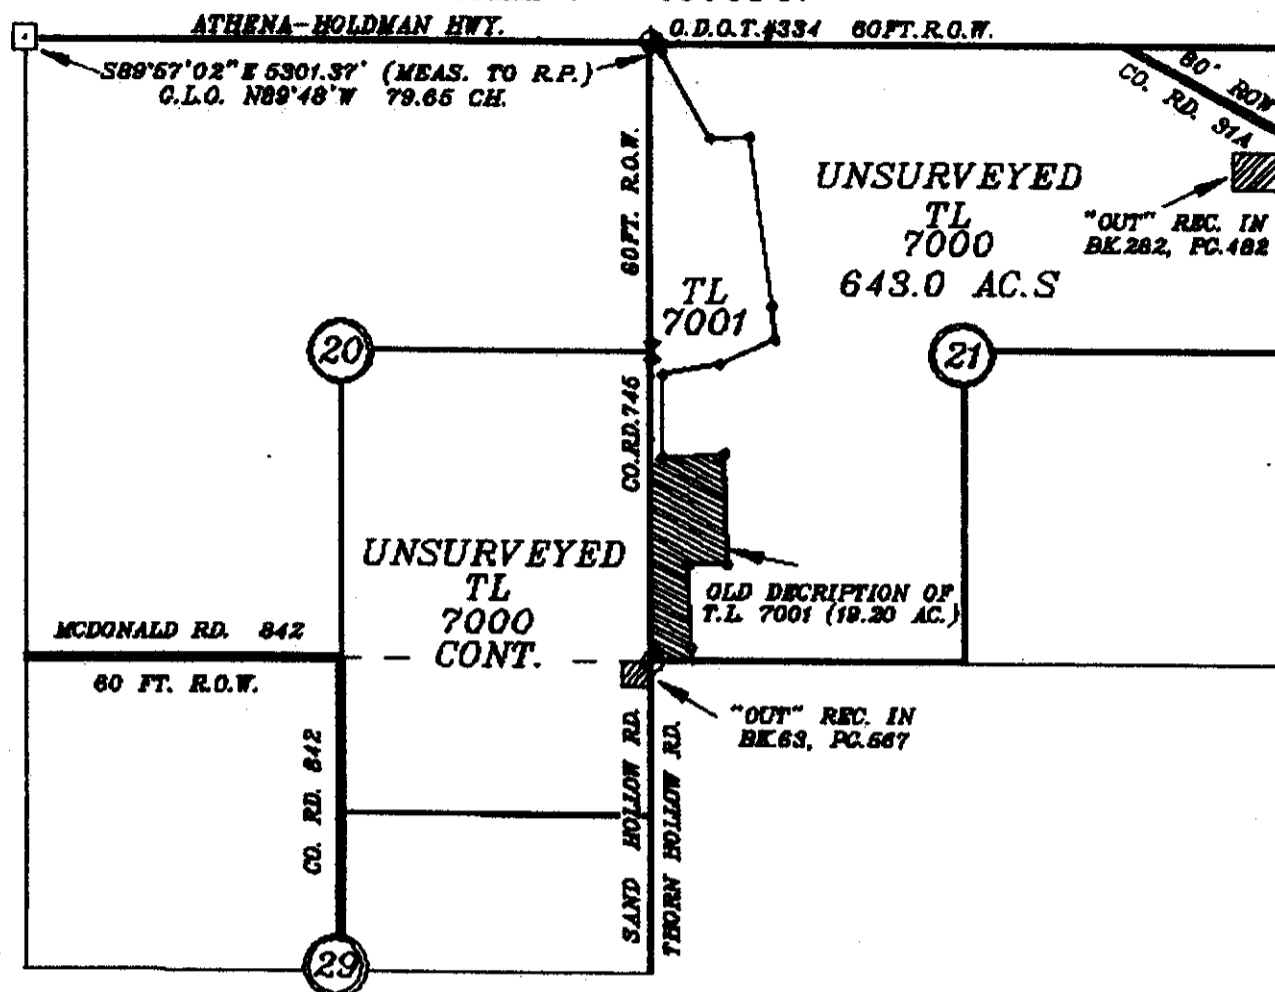 ATHENA-HOLDMAN HWY.
O.D.O.T.#334 60FT.R.O.W.
S89°57'02"E 5301.37' (MEAS. TO R.P.)
G.L.O. N89°48'W 79.65 CH.
60FT. R.O.W.
80' ROW
CO. RD. 31A
UNSURVEYED
TL
7000
643.0 AC.S
"OUT" REC. IN
BK.282, PG.482
TL
7001
20
21
CO.RD.745
UNSURVEYED
TL
7000
CONT.
OLD DECRIPTION OF
T.L. 7001 (19.20 AC.)
MCDONALD RD. 842
60 FT. R.O.W.
"OUT" REC. IN
BK.63, PG.567
CO. RD. 842
SAND HOLLOW RD.
THORN HOLLOW RD.
29